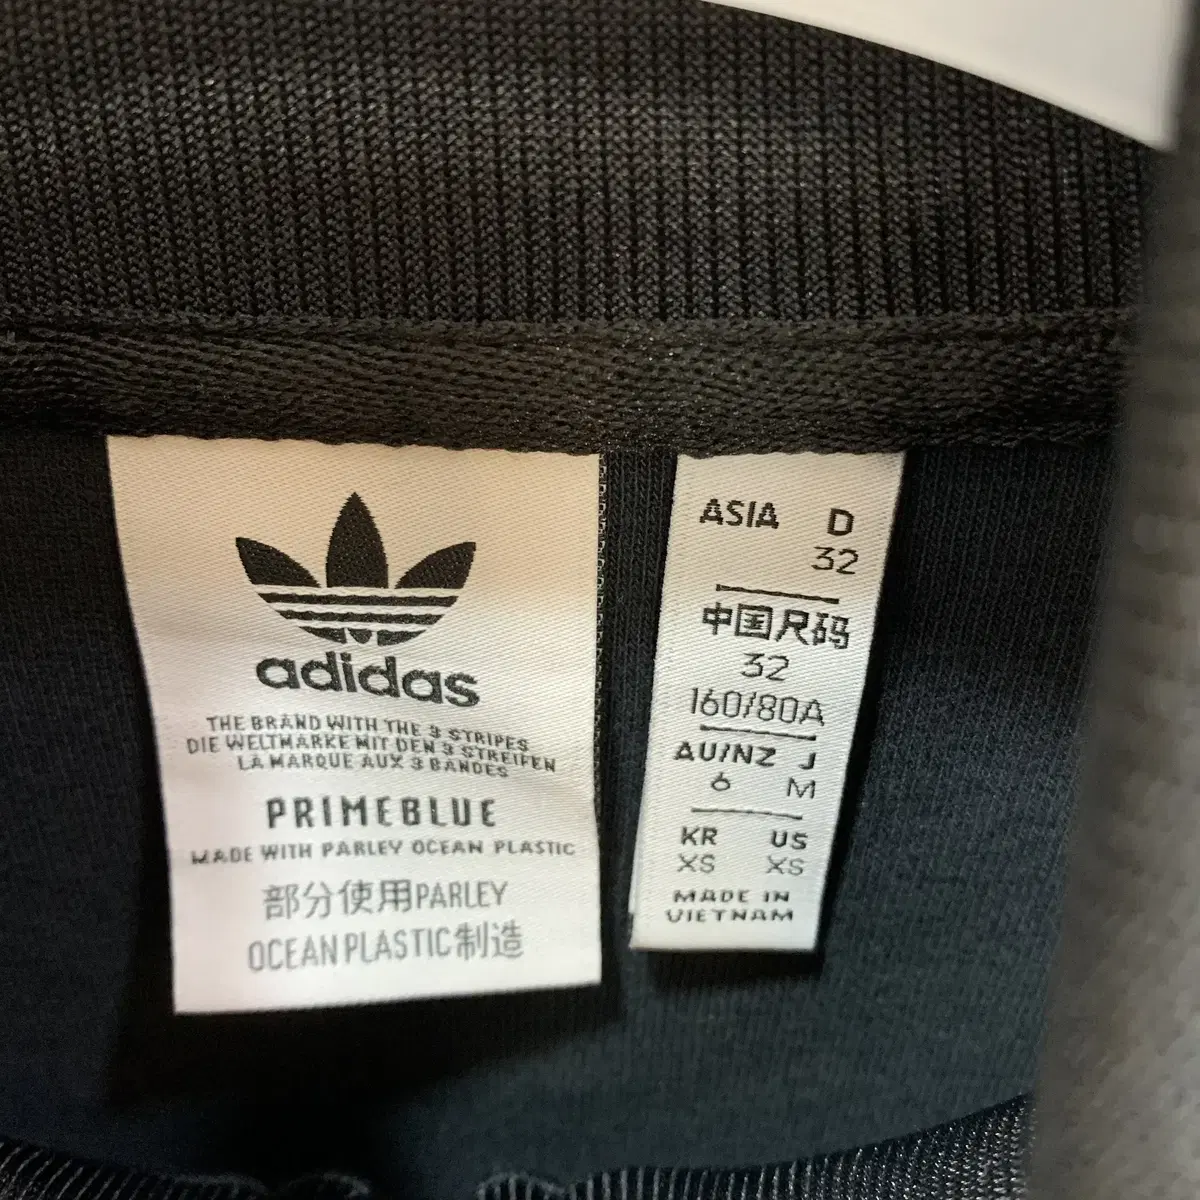 adidas
THE BRAND WITH THE 3 STRIPES
DIE WELTMARKE MIT DEN 3 STREIFEN
LA MARQUE AUX 3 BANDES
PRIMEBLUE
MADE WITH PARLEY OCEAN PLASTIC
部分使用PARLEY
OCEAN PLASTIC制造
ASIA D
32
中国尺码
32
160/80A
AU/NZ J
6 M
KR US
XS XS
MADE IN
VIETNAM